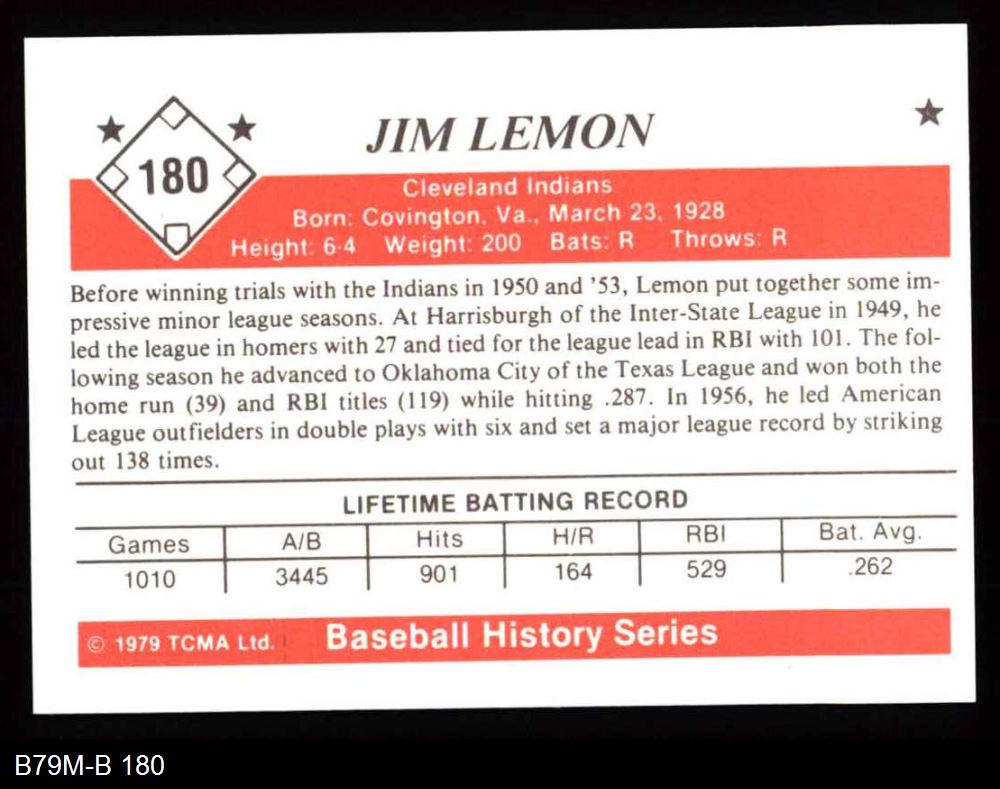 JIM LEMON
180
Cleveland Indians
Born: Covington, Va., March 23, 1928
Height: 6-4 Weight: 200 Bats: R Throws: R
Before winning trials with the Indians in 1950 and '53, Lemon put together some im-
pressive minor league seasons. At Harrisburgh of the Inter-State League in 1949, he
led the league in homers with 27 and tied for the league lead in RBI with 101. The fol-
lowing season he advanced to Oklahoma City of the Texas League and won both the
home run (39) and RBI titles (119) while hitting .287. In 1956, he led American
League outfielders in double plays with six and set a major league record by striking
out 138 times.
LIFETIME BATTING RECORD
Games A/B Hits H/R RBI Bat. Avg.
1010 3445 901 164 529 .262
© 1979 TCMA Ltd. Baseball History Series
B79M-B 180